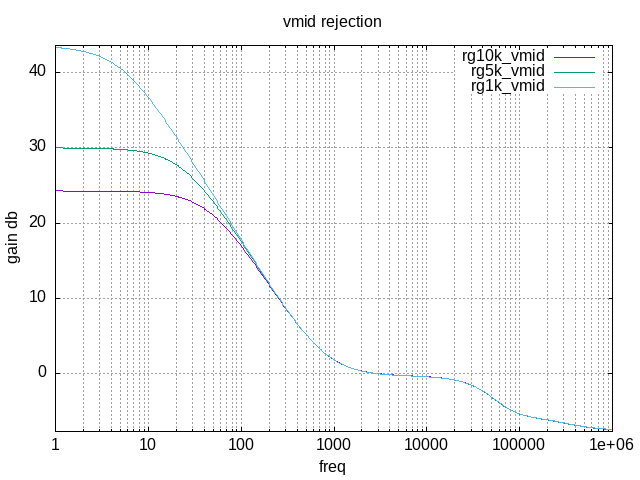 vmid rejection
rg10k_vmid
rg5k_vmid
rg1k_vmid
40
30
20
10
0
gain db
1 10 100 1000 10000 100000 1e+06
freq